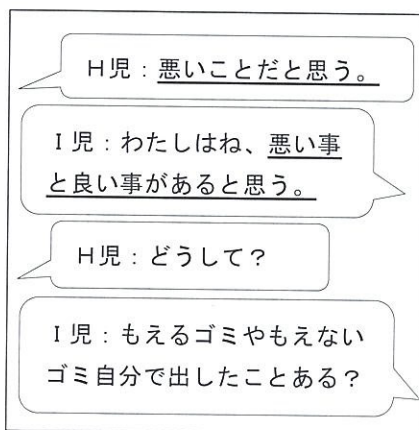 H児：悪いことだと思う。
I児：わたしはね、悪い事
と良い事があると思う。
H児：どうして？
I児：もえるゴミやもえない
ゴミ自分で出したことある？